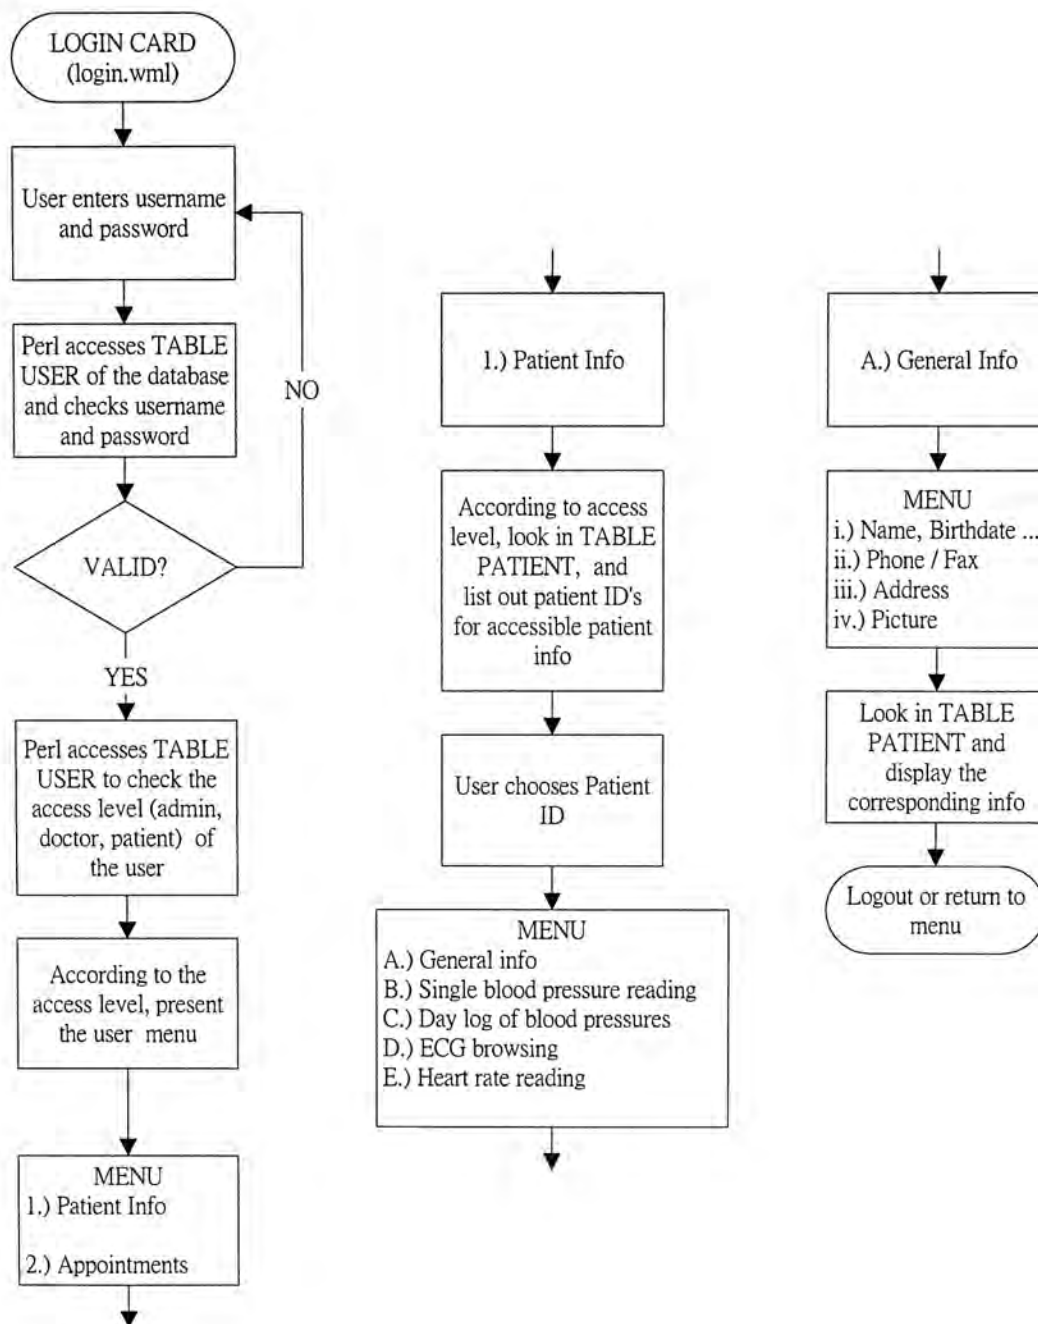 LOGIN CARD
(login.wml)
User enters username
and password
Perl accesses TABLE
USER of the database
and checks username
and password
NO
VALID?
YES
Perl accesses TABLE
USER to check the
access level (admin,
doctor, patient) of
the user
According to the
access level, present
the user menu
MENU
1.) Patient Info
2.) Appointments
1.) Patient Info
According to access
level, look in TABLE
PATIENT, and
list out patient ID's
for accessible patient
info
User chooses Patient
ID
MENU
A.) General info
B.) Single blood pressure reading
C.) Day log of blood pressures
D.) ECG browsing
E.) Heart rate reading
A.) General Info
MENU
i.) Name, Birthdate ...
ii.) Phone / Fax
iii.) Address
iv.) Picture
Look in TABLE
PATIENT and
display the
corresponding info
Logout or return to
menu